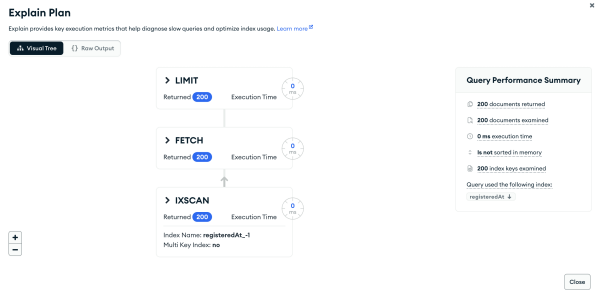 Explain Plan
Explain provides key execution metrics that help diagnose slow queries and optimize index usage. Learn more
Visual Tree
{} Raw Output
LIMIT
Returned 200 Execution Time
0 ms
FETCH
Returned 200 Execution Time
0 ms
IXSCAN
Returned 200 Execution Time
0 ms
Index Name: registeredAt_-1
Multi Key Index: no
Query Performance Summary
200 documents returned
200 documents examined
0 ms execution time
Is not sorted in memory
200 index keys examined
Query used the following index:
registeredAt ↓
+
−
Close